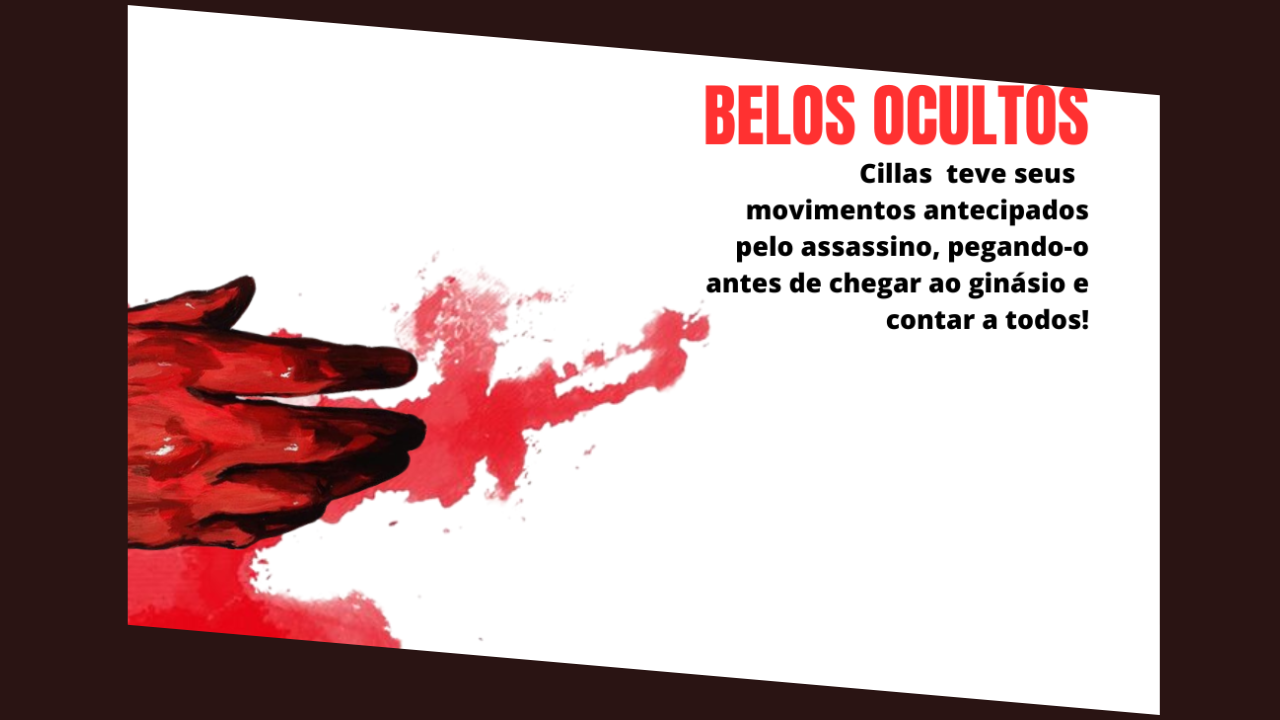 BELOS OCULTOS
Cillas teve seus
movimentos antecipados
pelo assassino, pegando-o
antes de chegar ao ginásio e
contar a todos!